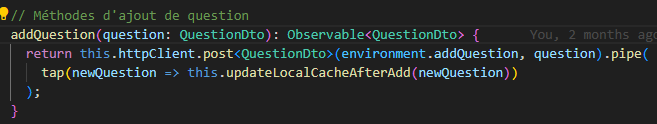 // Méthodes d'ajout de question
addQuestion(question: QuestionDto): Observable<QuestionDto> { You, 2 months ago
return this.httpClient.post<QuestionDto>(environment.addQuestion, question).pipe(
tap(newQuestion => this.updateLocalCacheAfterAdd(newQuestion))
);
}